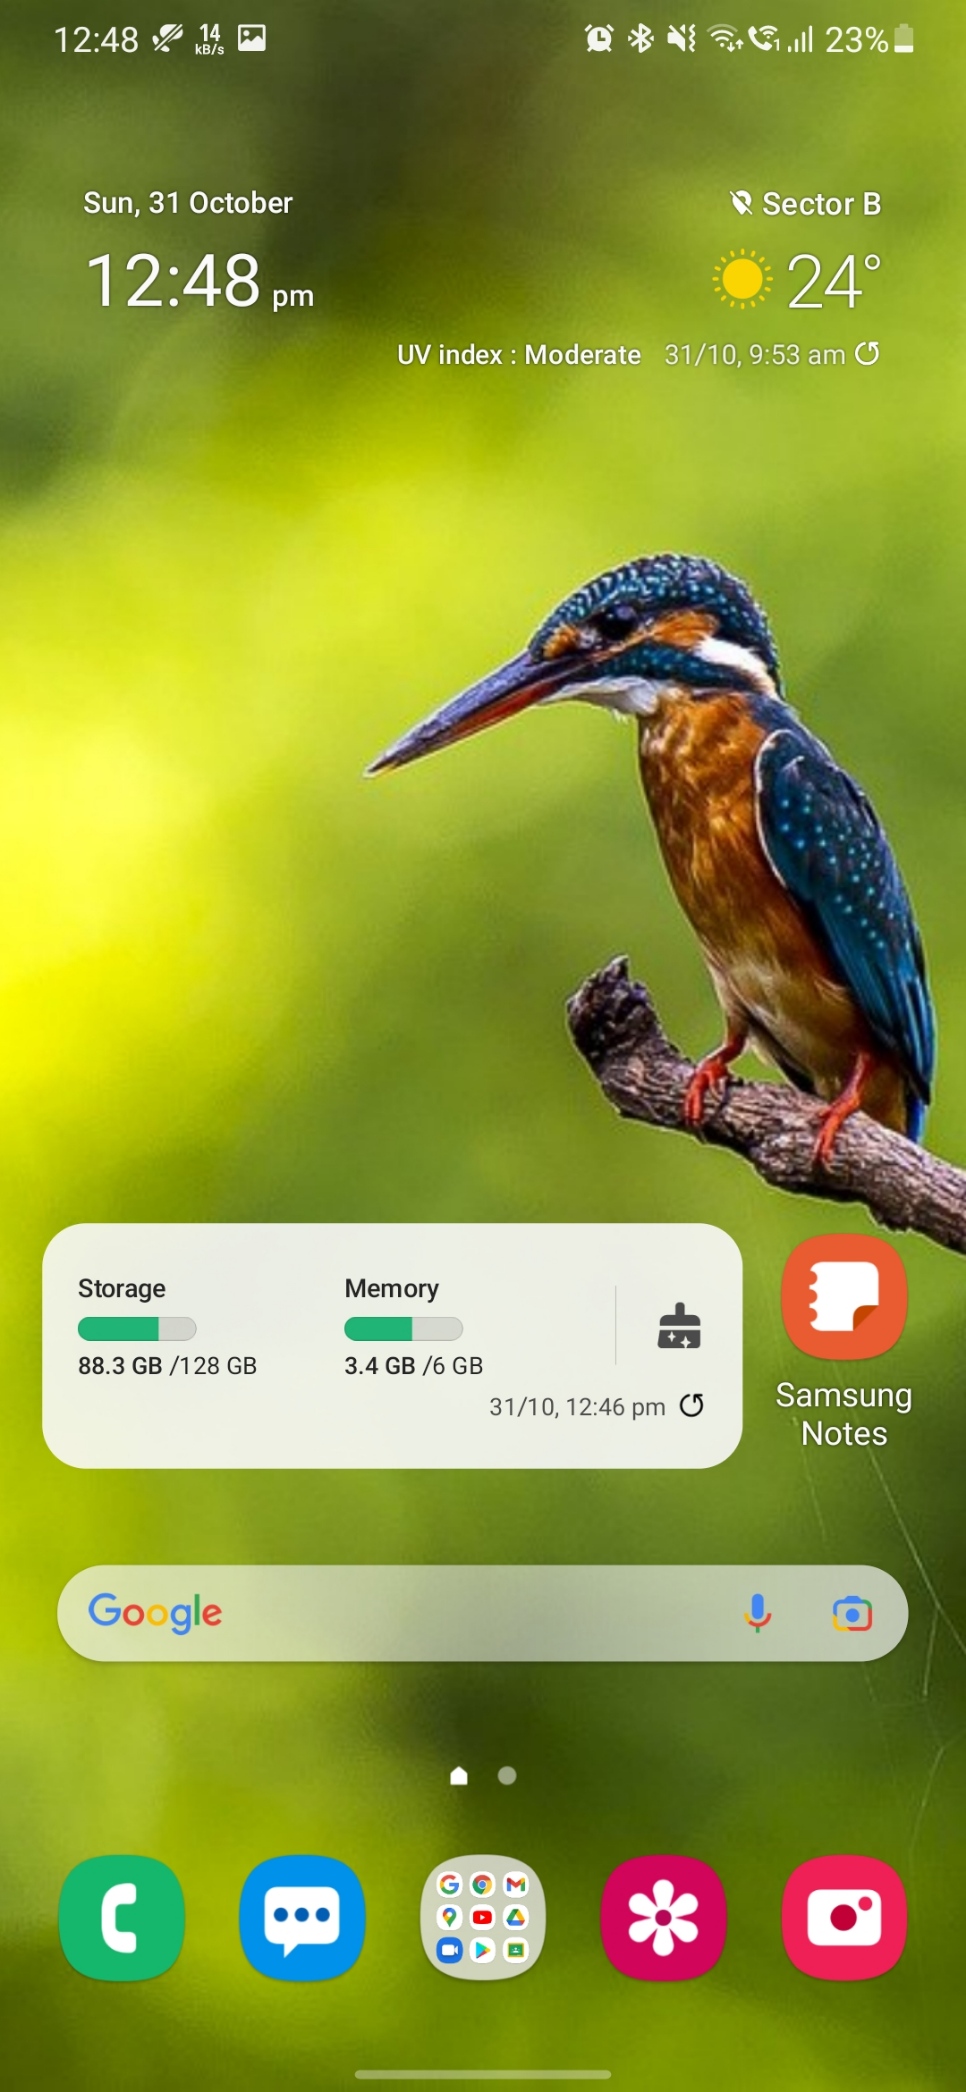 12:48 14 kB/s 23%
Sun, 31 October
Sector B
12:48 pm
24°
UV index : Moderate 31/10, 9:53 am
Storage
Memory
88.3 GB /128 GB
3.4 GB /6 GB
31/10, 12:46 pm
Samsung
Notes
Google